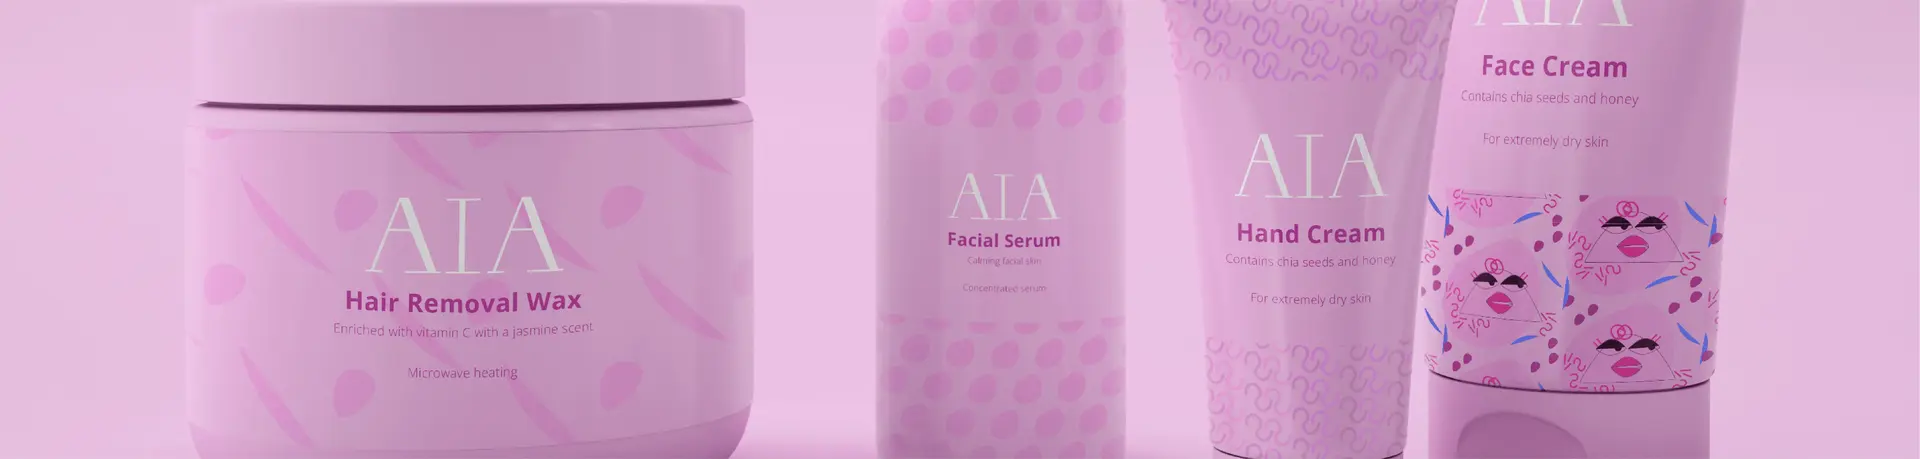 AIA
Hair Removal Wax
Enriched with vitamin C with a jasmine scent
Microwave heating
AIA
Facial Serum
Calming facial skin
Concentrated serum
AIA
Hand Cream
Contains chia seeds and honey
For extremely dry skin
AIA
Face Cream
Contains chia seeds and honey
For extremely dry skin